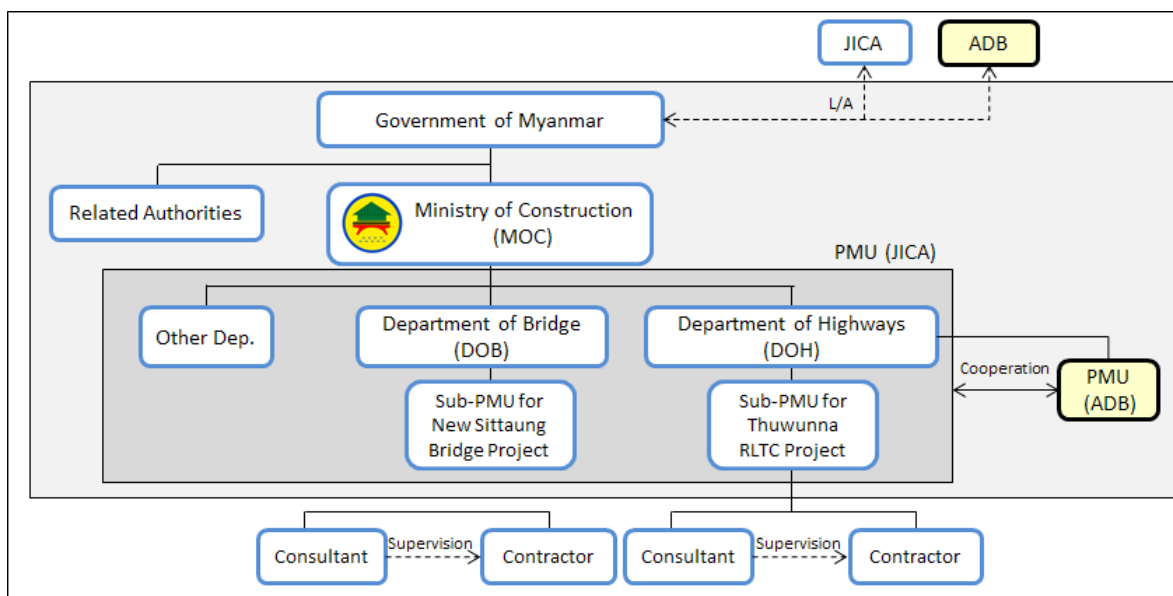 JICA
ADB
L/A
Government of Myanmar
Related Authorities
Ministry of Construction
(MOC)
PMU (JICA)
Other Dep.
Department of Bridge
(DOB)
Department of Highways
(DOH)
Cooperation
PMU
(ADB)
Sub-PMU for
New Sittaung
Bridge Project
Sub-PMU for
Thuwunna
RLTC Project
Consultant
Supervision
Contractor
Consultant
Supervision
Contractor